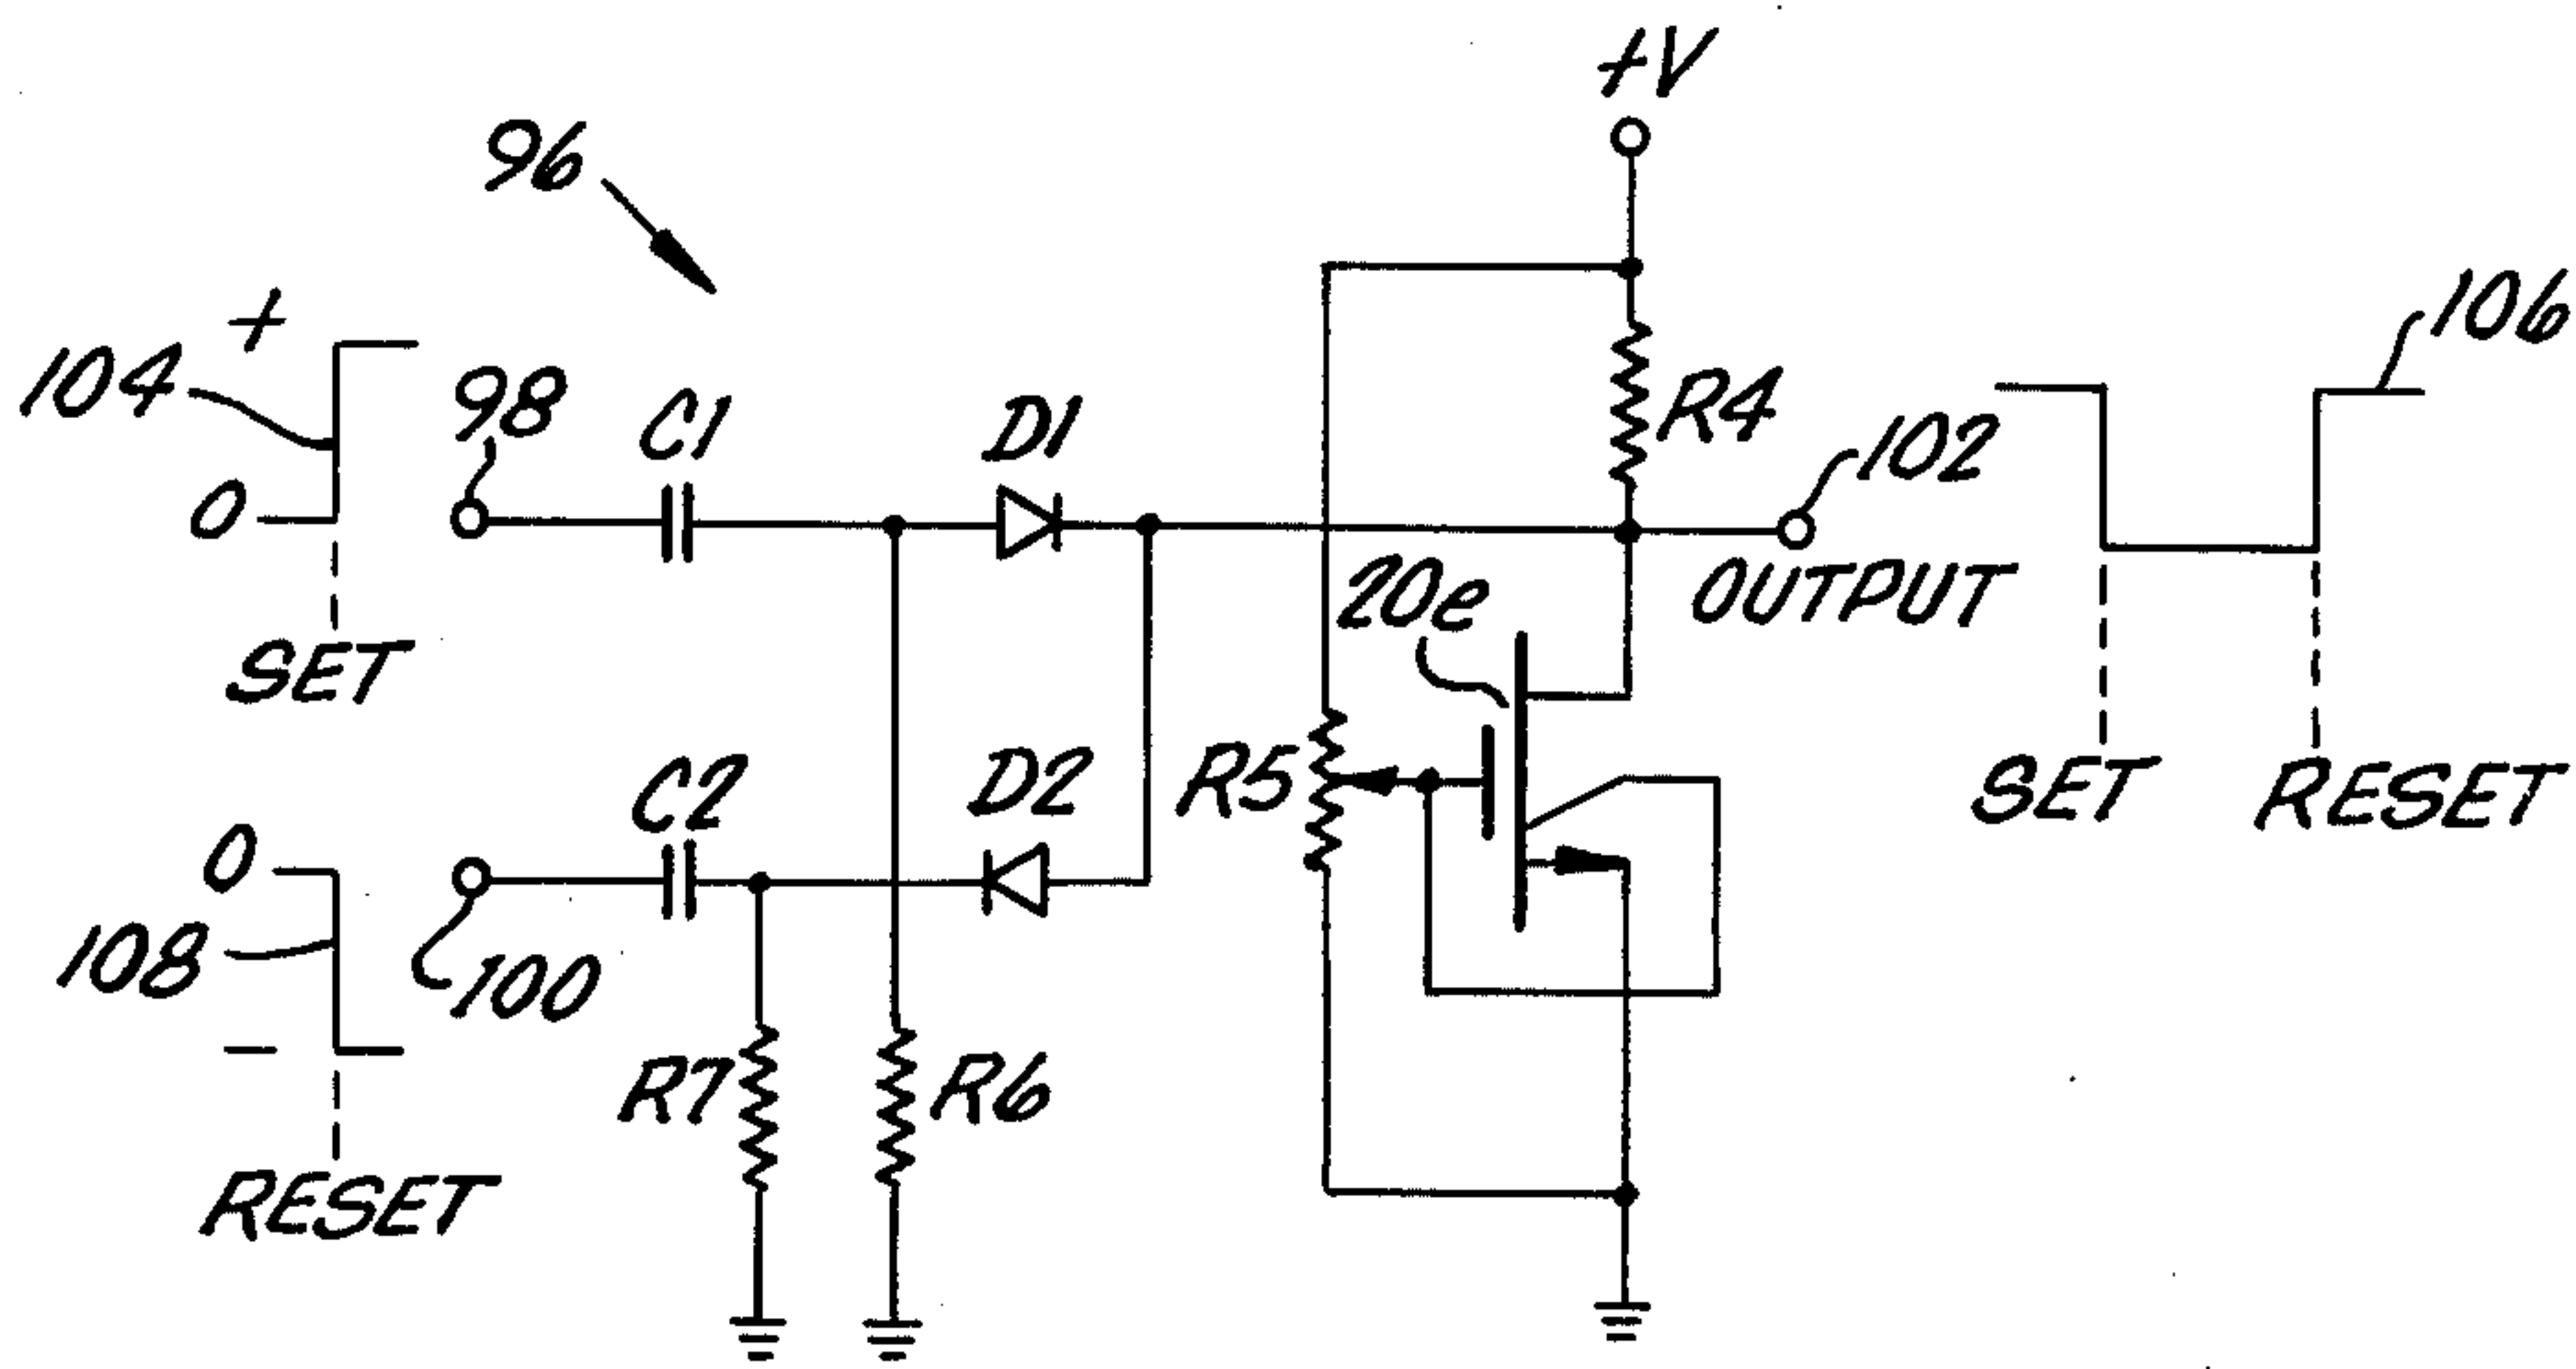 +V
96
+
106
104
98
C1
D1
R4
102
0
20e
OUTPUT
SET
C2
D2
R5
SET
RESET
0
108
100
−
R7
R6
RESET